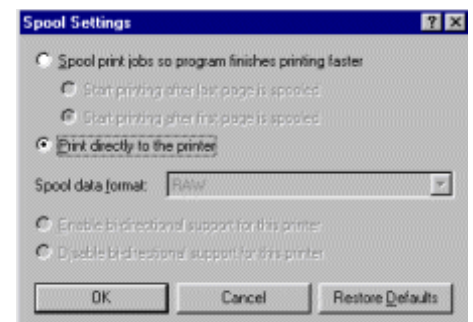 Spool Settings
Spool print jobs so program finishes printing faster
Start printing after last page is spooled
Start printing after first page is spooled
Print directly to the printer
Spool data format: RAW
Enable bi-directional support for this printer
Disable bi-directional support for this printer
OK Cancel Restore Defaults